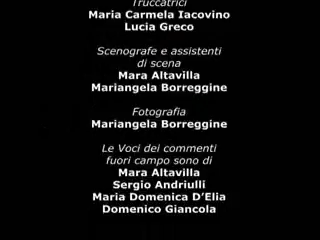 Truccatrici
Maria Carmela Iacovino
Lucia Greco
Scenografe e assistenti
di scena
Mara Altavilla
Mariangela Borreggine
Fotografia
Mariangela Borreggine
Le Voci dei commenti
fuori campo sono di
Mara Altavilla
Sergio Andriulli
Maria Domenica D'Elia
Domenico Giancola